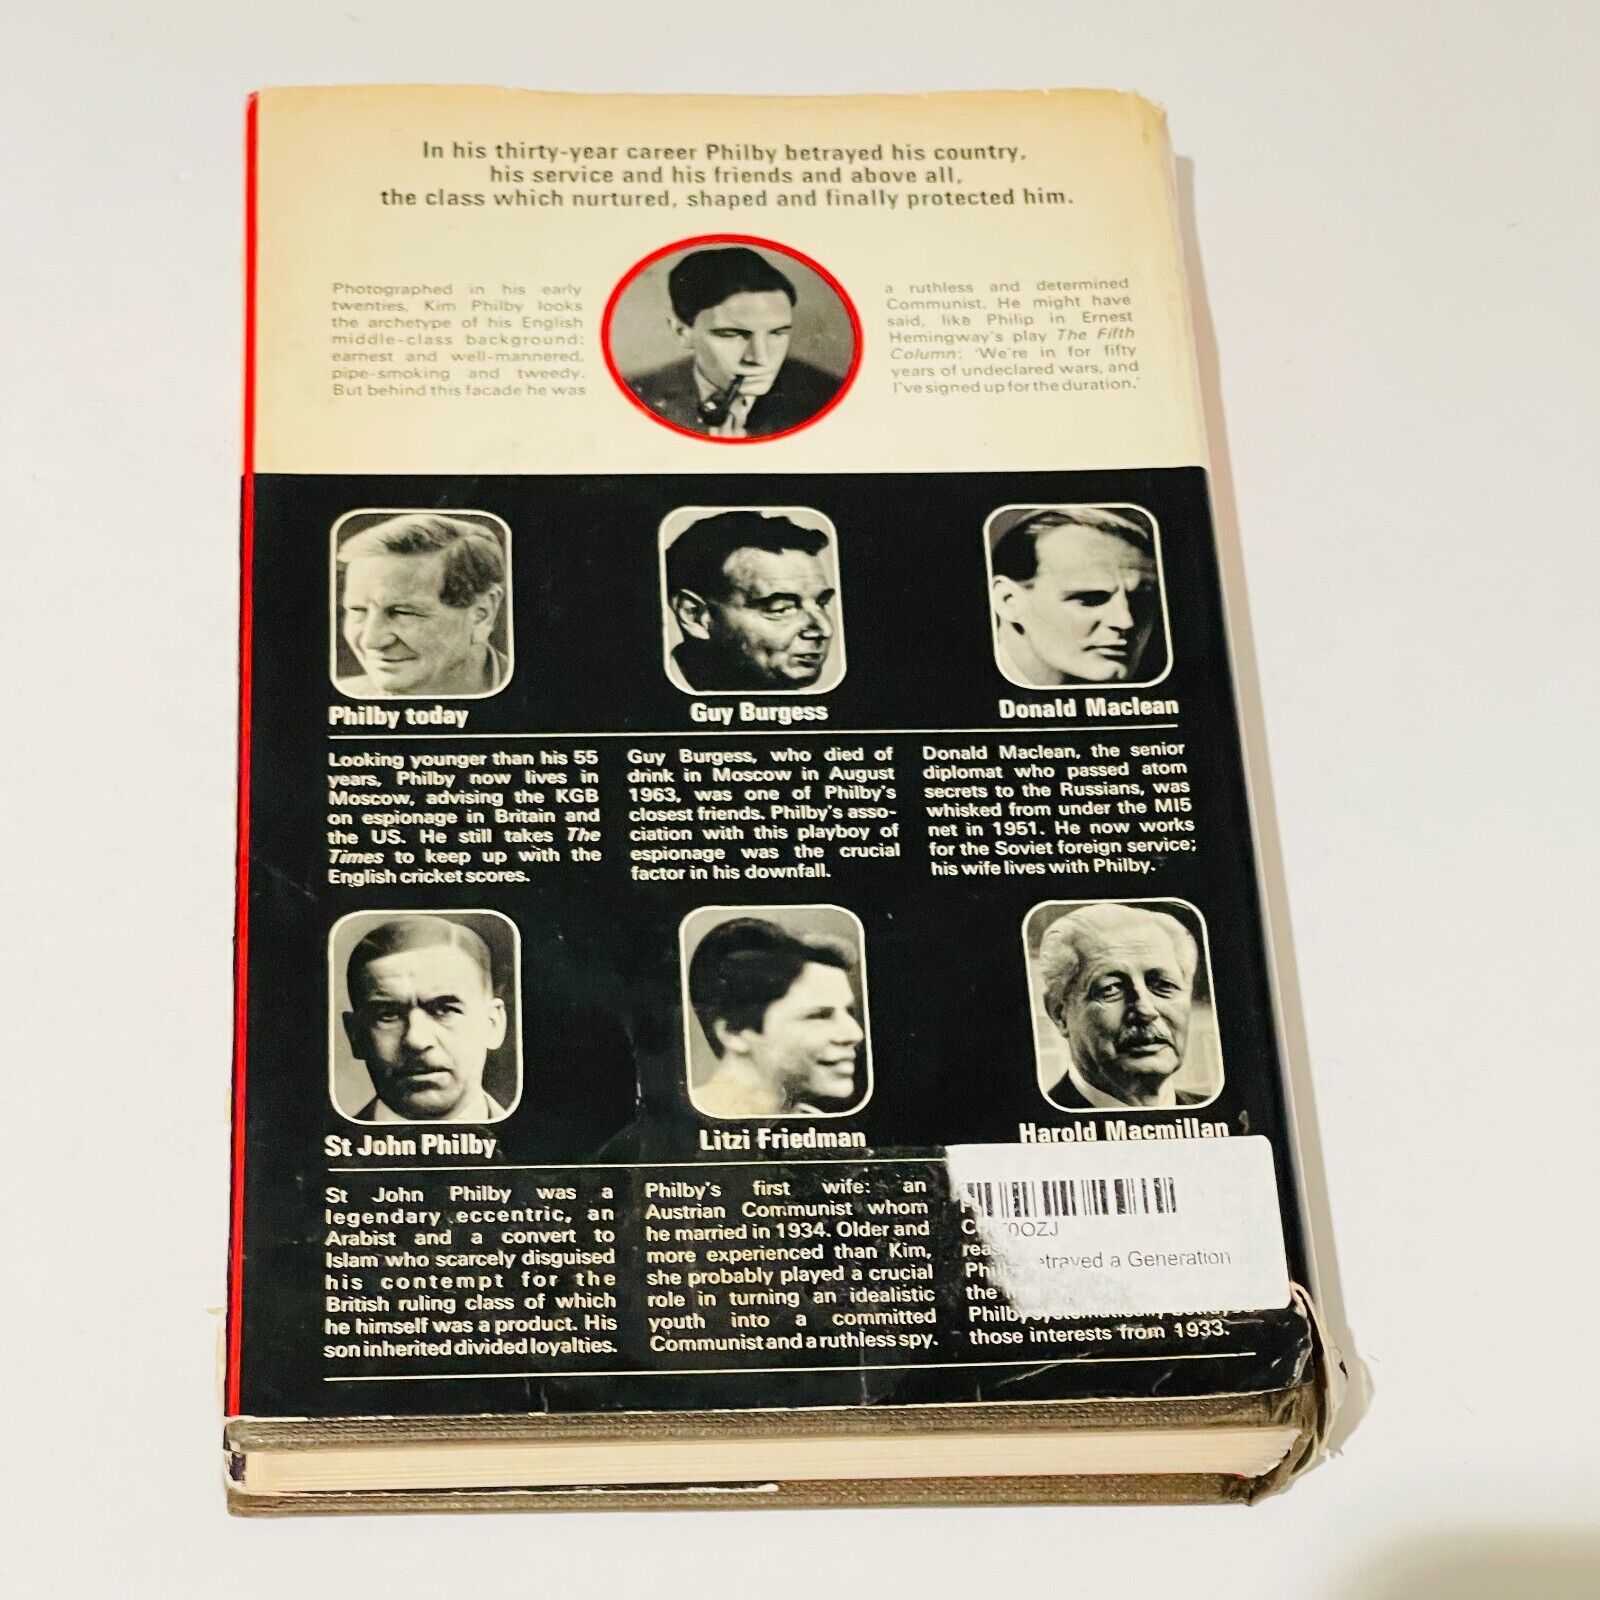 In his thirty-year career Philby betrayed his country,
his service and his friends and above all,
the class which nurtured, shaped and finally protected him.
Photographed in his early
twenties, Kim Philby looks
the archetype of his English
middle-class background:
earnest and well-mannered,
pipe-smoking and tweedy.
But behind this facade he was
a ruthless and determined
Communist. He might have
said, like Philip in Ernest
Hemingway's play The Fifth
Column: 'We're in for fifty
years of undeclared wars, and
I've signed up for the duration.'
Philby today
Looking younger than his 55
years, Philby now lives in
Moscow, advising the KGB
on espionage in Britain and
the US. He still takes The
Times to keep up with the
English cricket scores.
Guy Burgess
Guy Burgess, who died of
drink in Moscow in August
1963, was one of Philby's
closest friends. Philby's asso-
ciation with this playboy of
espionage was the crucial
factor in his downfall.
Donald Maclean
Donald Maclean, the senior
diplomat who passed atom
secrets to the Russians, was
whisked from under the MI5
net in 1951. He now works
for the Soviet foreign service;
his wife lives with Philby.
St John Philby
St John Philby was a
legendary eccentric, an
Arabist and a convert to
Islam who scarcely disguised
his contempt for the
British ruling class of which
he himself was a product. His
son inherited divided loyalties.
Litzi Friedman
Philby's first wife: an
Austrian Communist whom
he married in 1934. Older and
more experienced than Kim,
she probably played a crucial
role in turning an idealistic
youth into a committed
Communist and a ruthless spy.
Harold Macmillan
the
Philby systematically betrayed
those interests from 1933.
0OZJ
etrayed a Generation